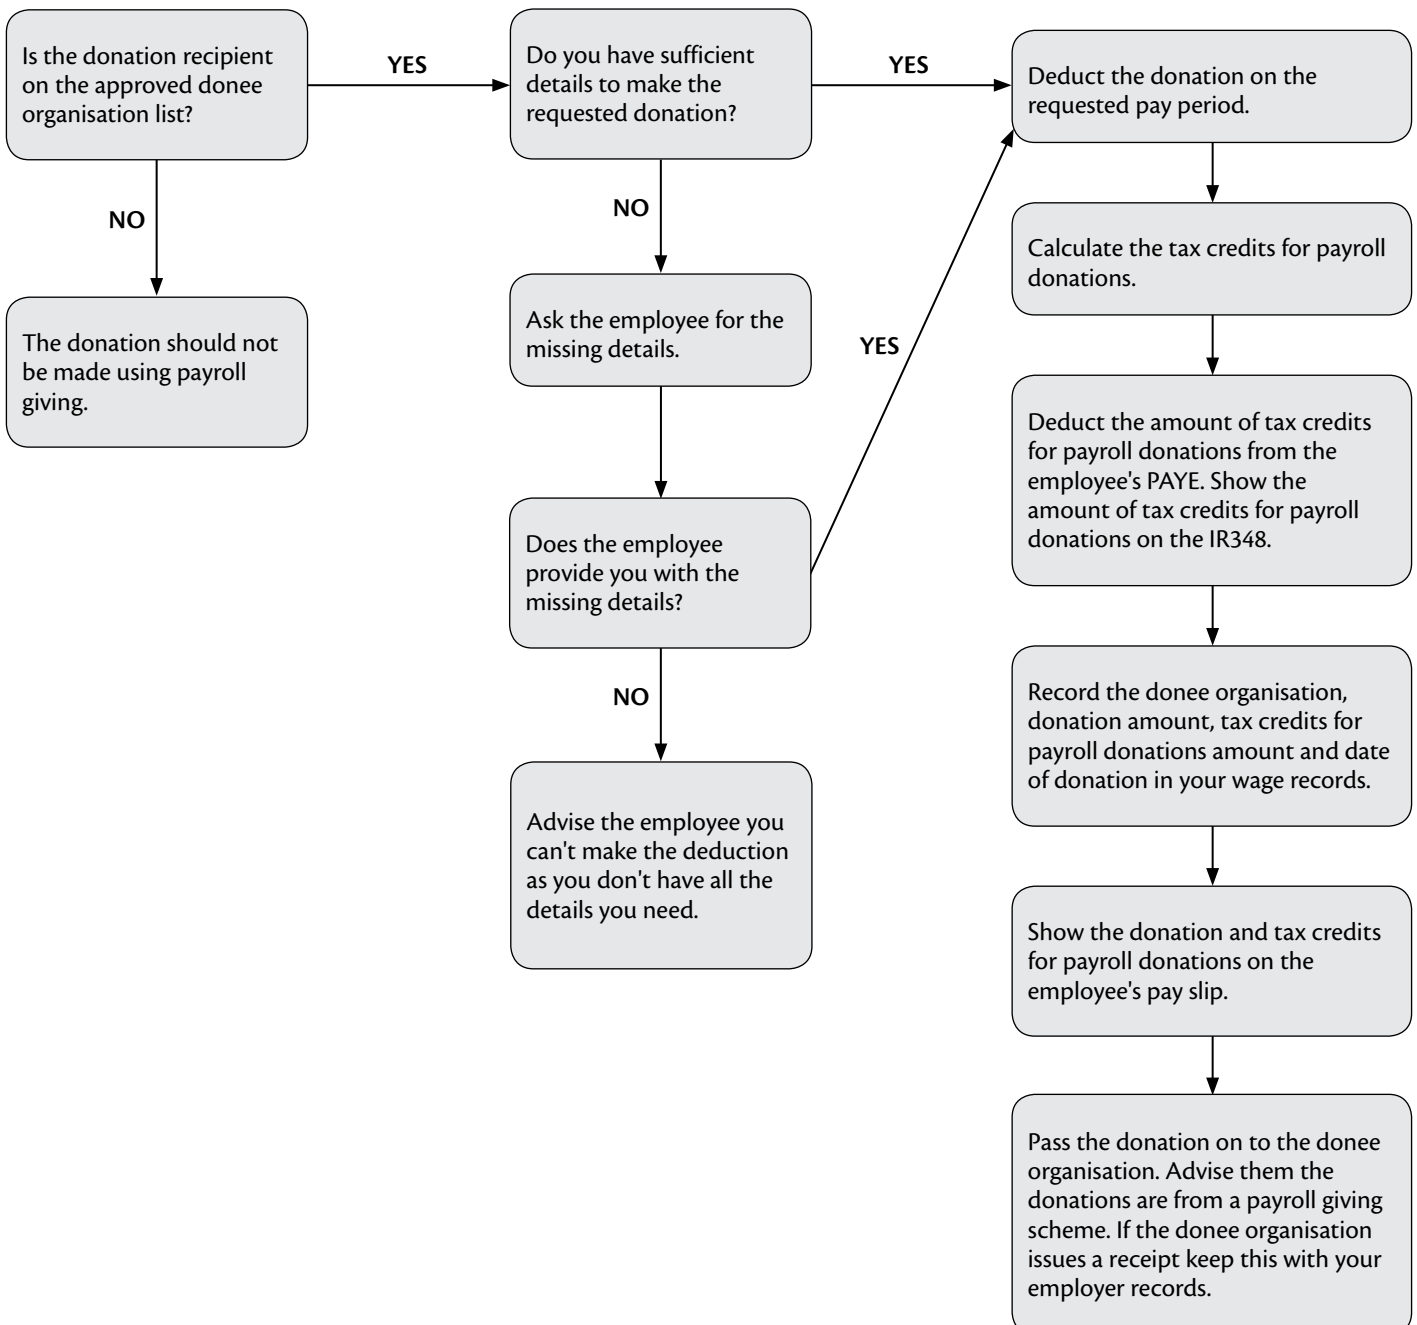 Is the donation recipient
on the approved donee
organisation list?
YES
Do you have sufficient
details to make the
requested donation?
YES
Deduct the donation on the
requested pay period.
NO
The donation should not
be made using payroll
giving.
NO
Ask the employee for the
missing details.
Does the employee
provide you with the
missing details?
YES
NO
Advise the employee you
can't make the deduction
as you don't have all the
details you need.
Calculate the tax credits for payroll
donations.
Deduct the amount of tax credits
for payroll donations from the
employee's PAYE. Show the
amount of tax credits for payroll
donations on the IR348.
Record the donee organisation,
donation amount, tax credits for
payroll donations amount and date
of donation in your wage records.
Show the donation and tax credits
for payroll donations on the
employee's pay slip.
Pass the donation on to the donee
organisation. Advise them the
donations are from a payroll giving
scheme. If the donee organisation
issues a receipt keep this with your
employer records.